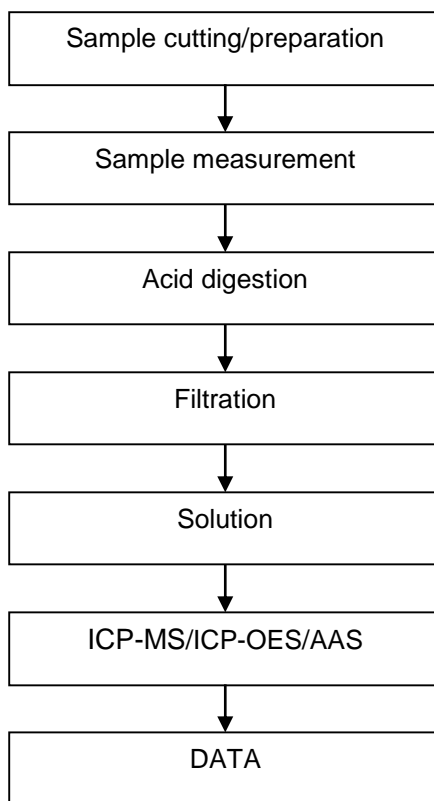 Sample cutting/preparation
Sample measurement
Acid digestion
Filtration
Solution
ICP-MS/ICP-OES/AAS
DATA